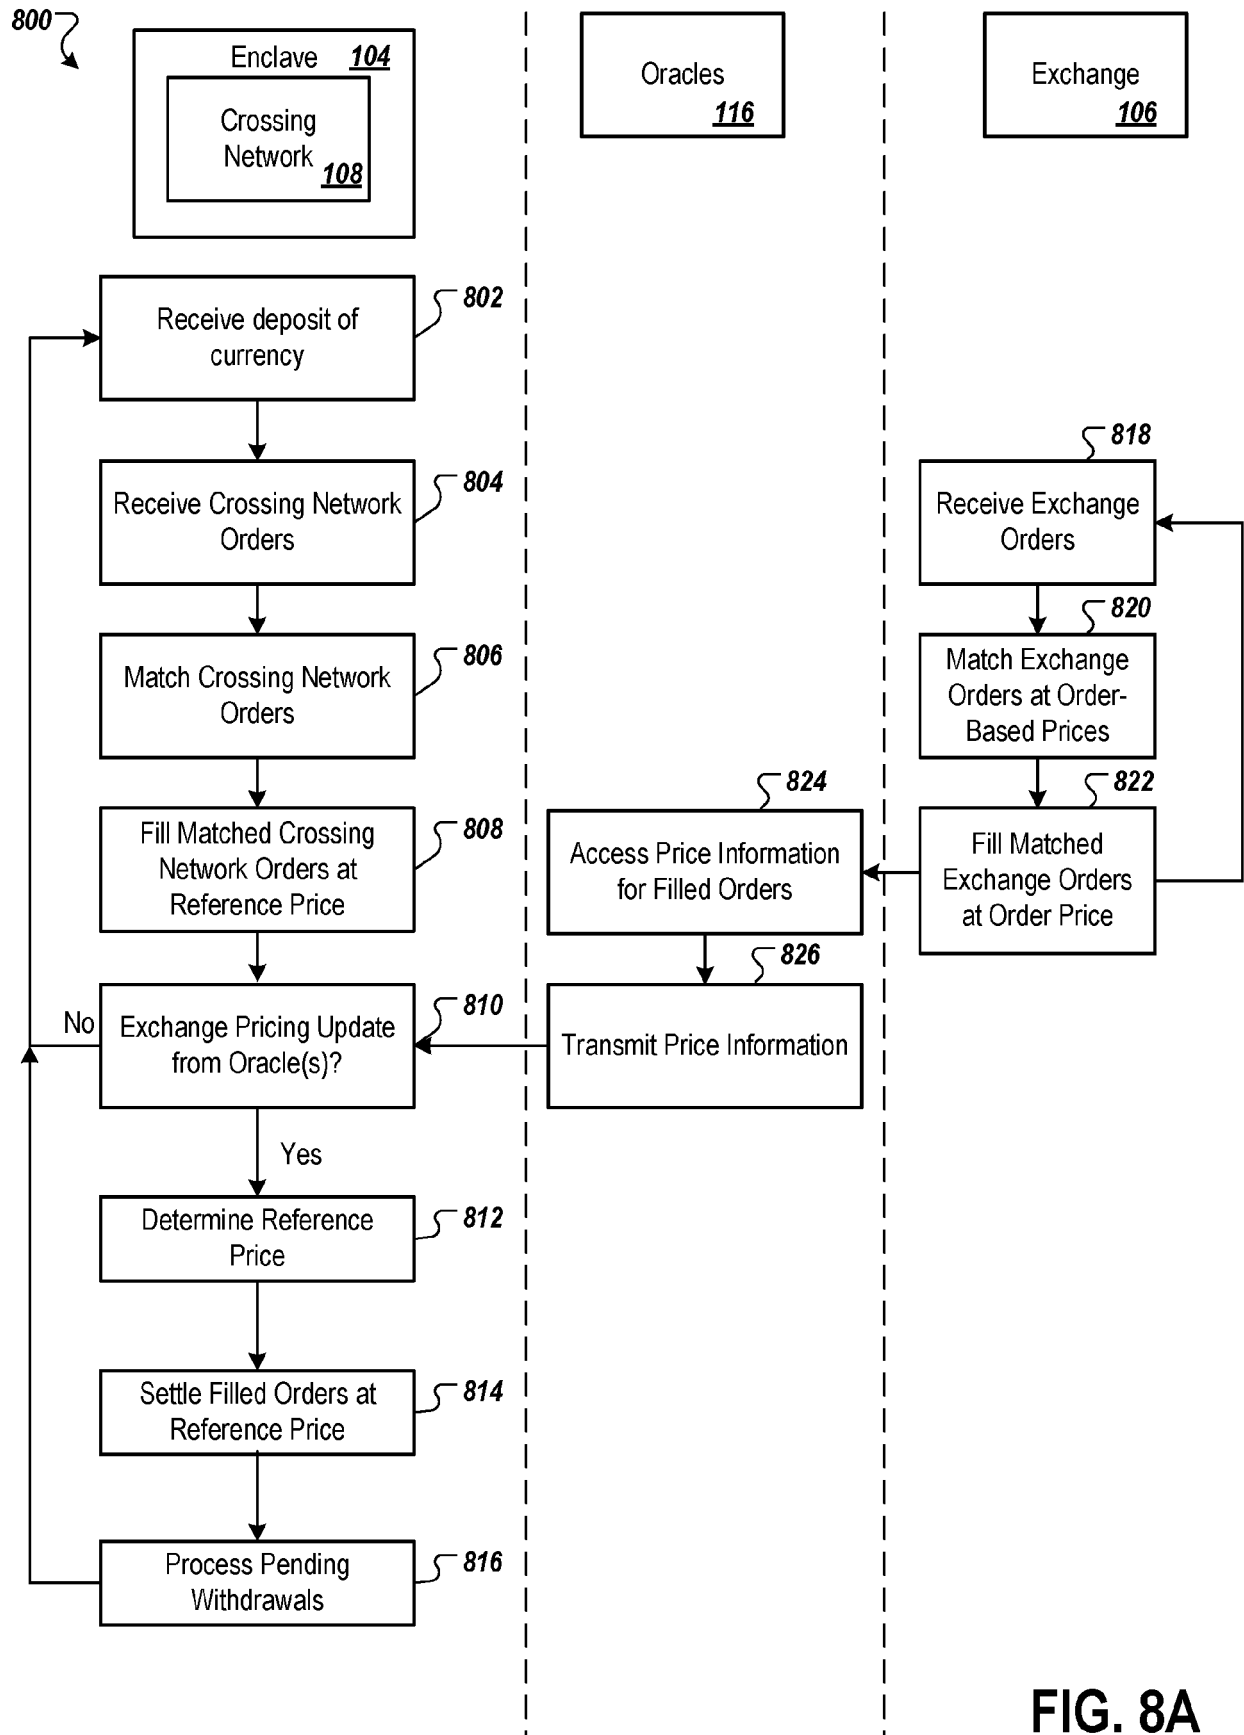 800
Enclave 104
Crossing
Network
108
Oracles
116
Exchange
106
Receive deposit of
currency
802
Receive Crossing Network
Orders
804
Match Crossing Network
Orders
806
Fill Matched Crossing
Network Orders at
Reference Price
808
No
Exchange Pricing Update
from Oracle(s)?
810
Yes
Determine Reference
Price
812
Settle Filled Orders at
Reference Price
814
Process Pending
Withdrawals
816
824
Access Price Information
for Filled Orders
826
Transmit Price Information
818
Receive Exchange
Orders
820
Match Exchange
Orders at Order-
Based Prices
822
Fill Matched
Exchange Orders
at Order Price
FIG. 8A